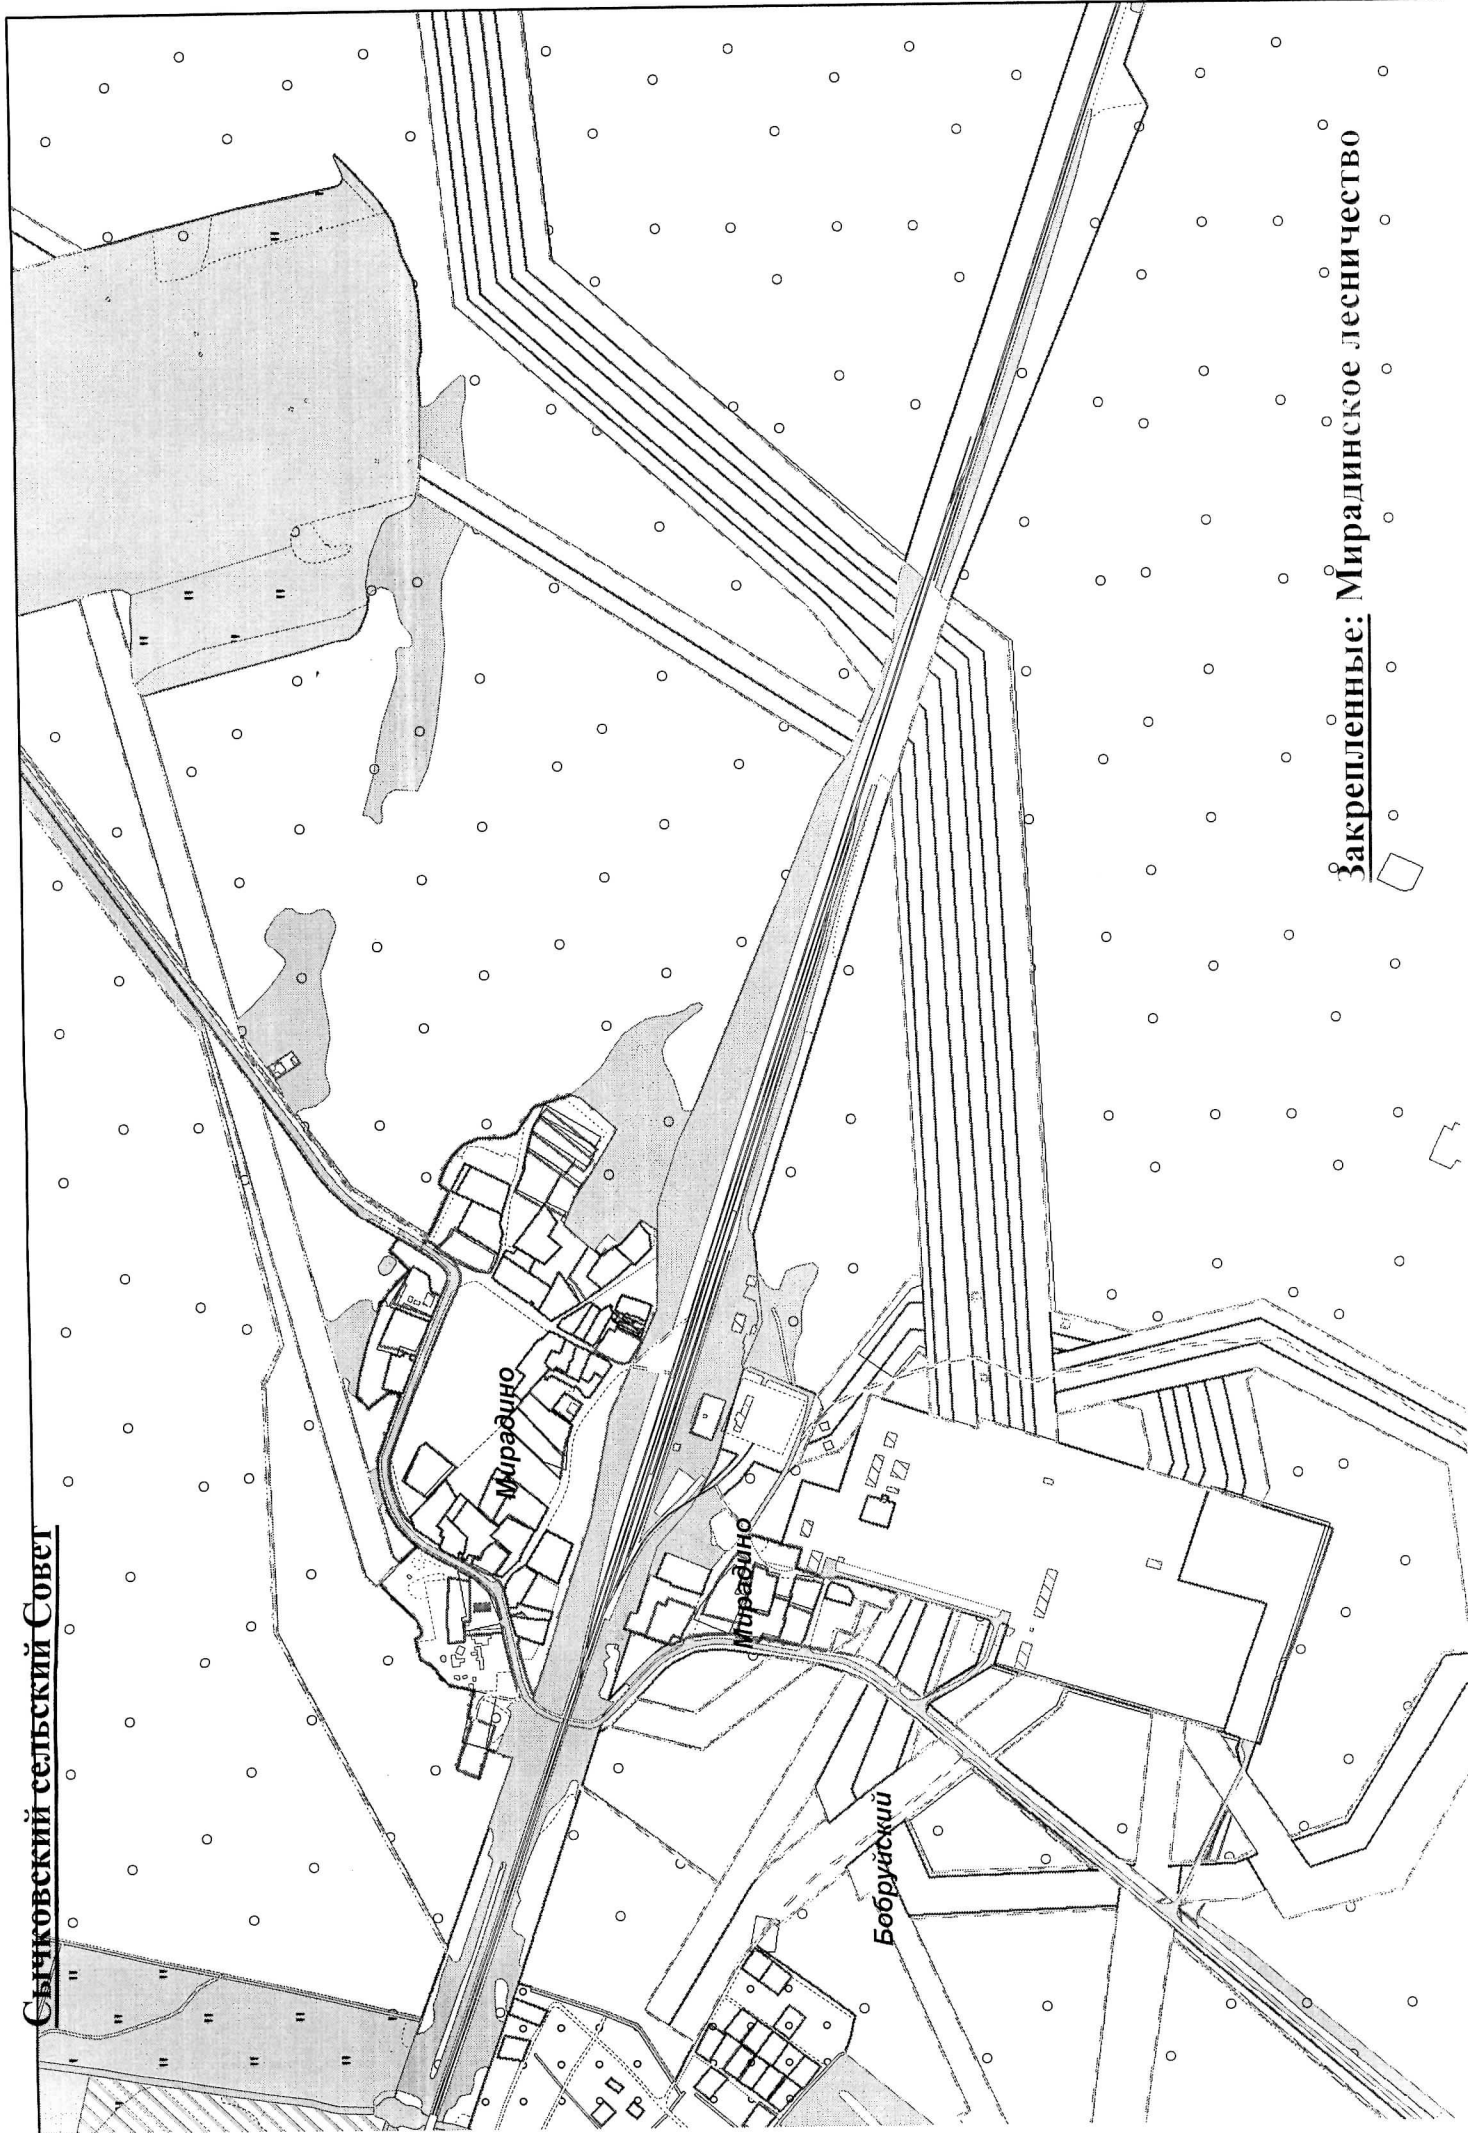 Сычковский сельский Совет
Мирадино
Мирадино
Бобруйский
Закрепленные: Мирадинское лесничество